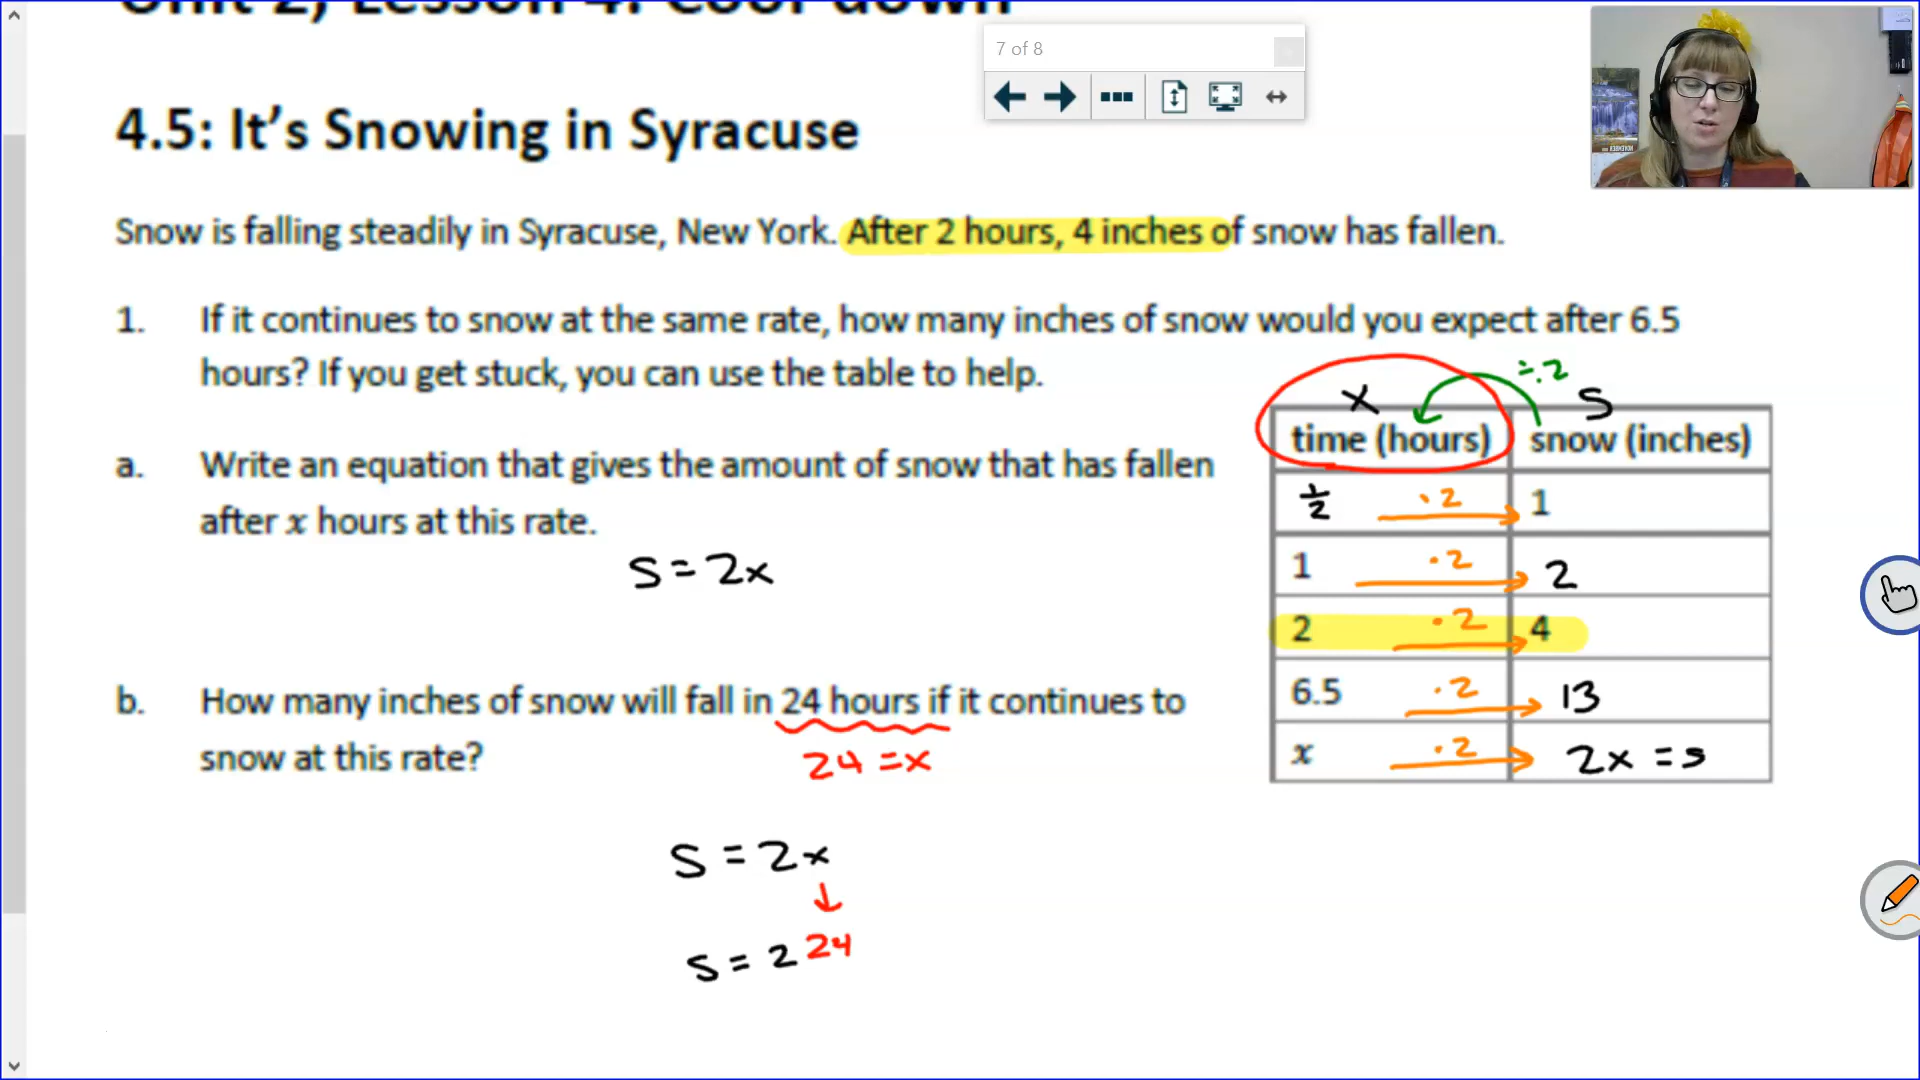 Unit 2, Lesson 4: Cool-down
7 of 8
4.5: It's Snowing in Syracuse
Snow is falling steadily in Syracuse, New York. After 2 hours, 4 inches of snow has fallen.
1. If it continues to snow at the same rate, how many inches of snow would you expect after 6.5
hours? If you get stuck, you can use the table to help.
÷2
x S
time (hours) snow (inches)
1/2 ·2 1
1 ·2 2
2 ·2 4
6.5 ·2 13
x ·2 2x = s
a. Write an equation that gives the amount of snow that has fallen
after x hours at this rate.
S = 2x
b. How many inches of snow will fall in 24 hours if it continues to
snow at this rate?
24 = x
S = 2x
S = 2 24